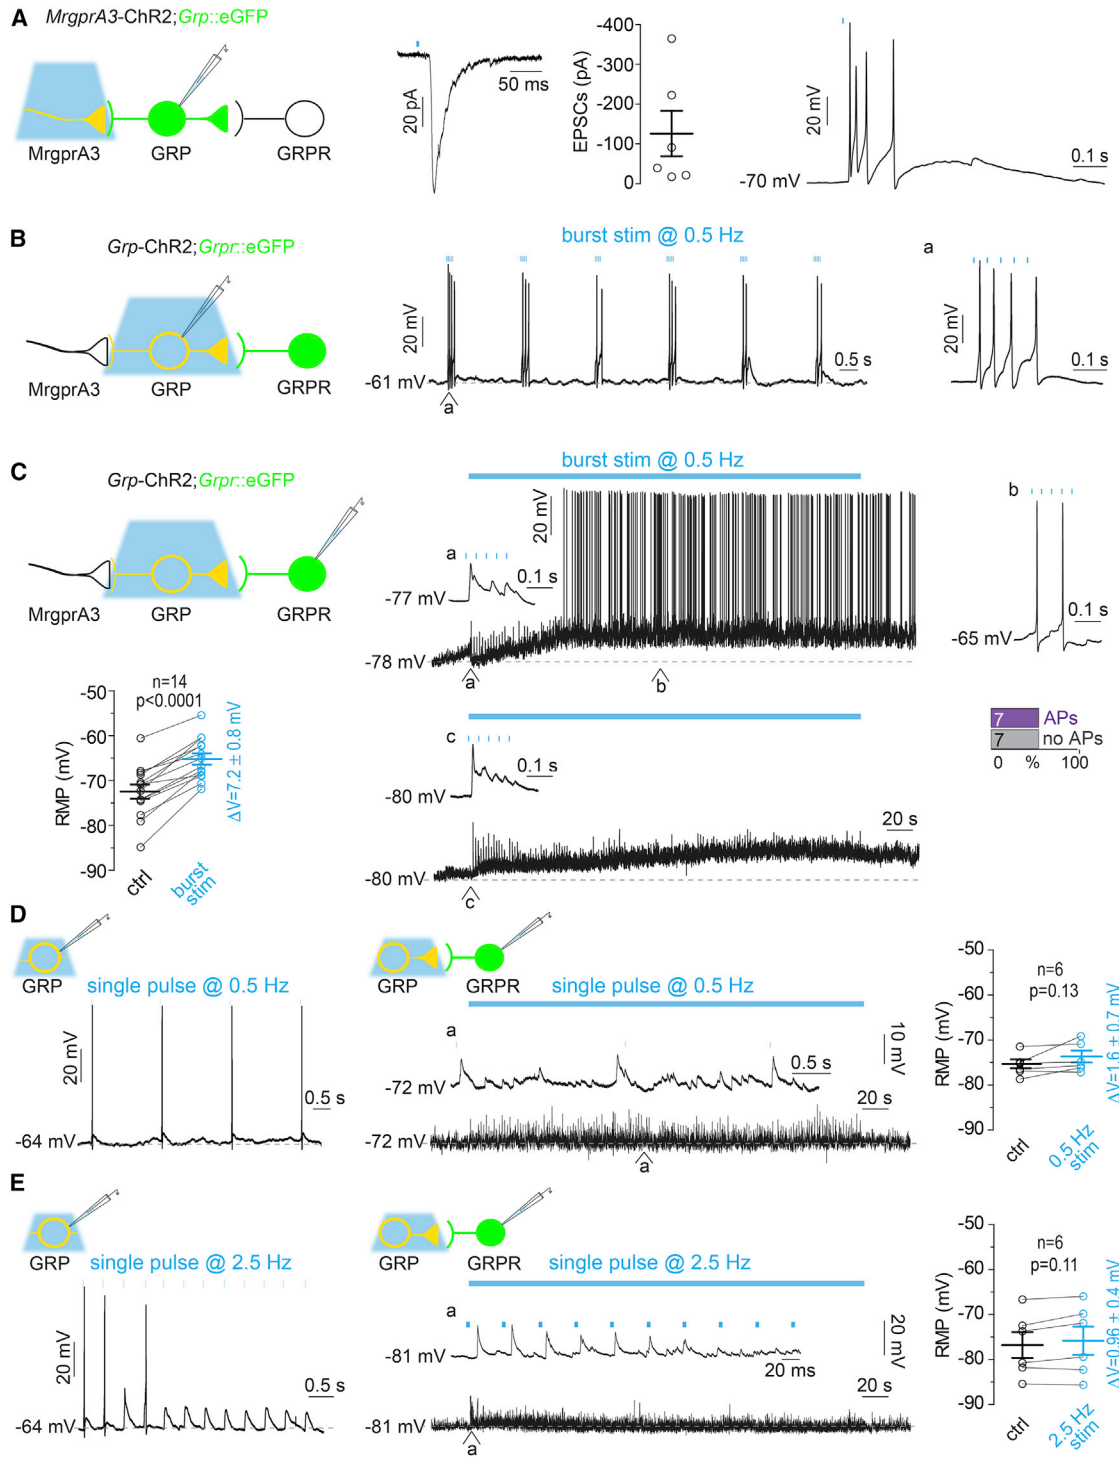 A
MrgprA3-ChR2;Grp::eGFP
MrgprA3
GRP
GRPR
20 pA
50 ms
EPSCs (pA)
-400
-300
-200
-100
0
20 mV
-70 mV
0.1 s
B
Grp-ChR2;Grpr::eGFP
MrgprA3
GRP
GRPR
burst stim @ 0.5 Hz
20 mV
0.5 s
-61 mV
a
a
20 mV
0.1 s
C
Grp-ChR2;Grpr::eGFP
MrgprA3
GRP
GRPR
burst stim @ 0.5 Hz
20 mV
a
0.1 s
-77 mV
-78 mV
a
b
b
0.1 s
-65 mV
n=14
p<0.0001
RMP (mV)
-50
-60
-70
-80
-90
ctrl
burst
stim
ΔV=7.2 ± 0.8 mV
c
0.1 s
-80 mV
20 s
-80 mV
c
7 APs
7 no APs
0 % 100
D
GRP
single pulse @ 0.5 Hz
20 mV
0.5 s
-64 mV
GRP
GRPR
single pulse @ 0.5 Hz
a
10 mV
0.5 s
-72 mV
20 s
-72 mV
a
RMP (mV)
-50
-60
-70
-80
-90
n=6
p=0.13
ctrl
0.5 Hz
stim
ΔV=1.6 ± 0.7 mV
E
GRP
single pulse @ 2.5 Hz
20 mV
0.5 s
-64 mV
GRP
GRPR
single pulse @ 2.5 Hz
a
20 mV
-81 mV
20 ms
20 s
-81 mV
a
RMP (mV)
-50
-60
-70
-80
-90
n=6
p=0.11
ctrl
2.5 Hz
stim
ΔV=0.96 ± 0.4 mV